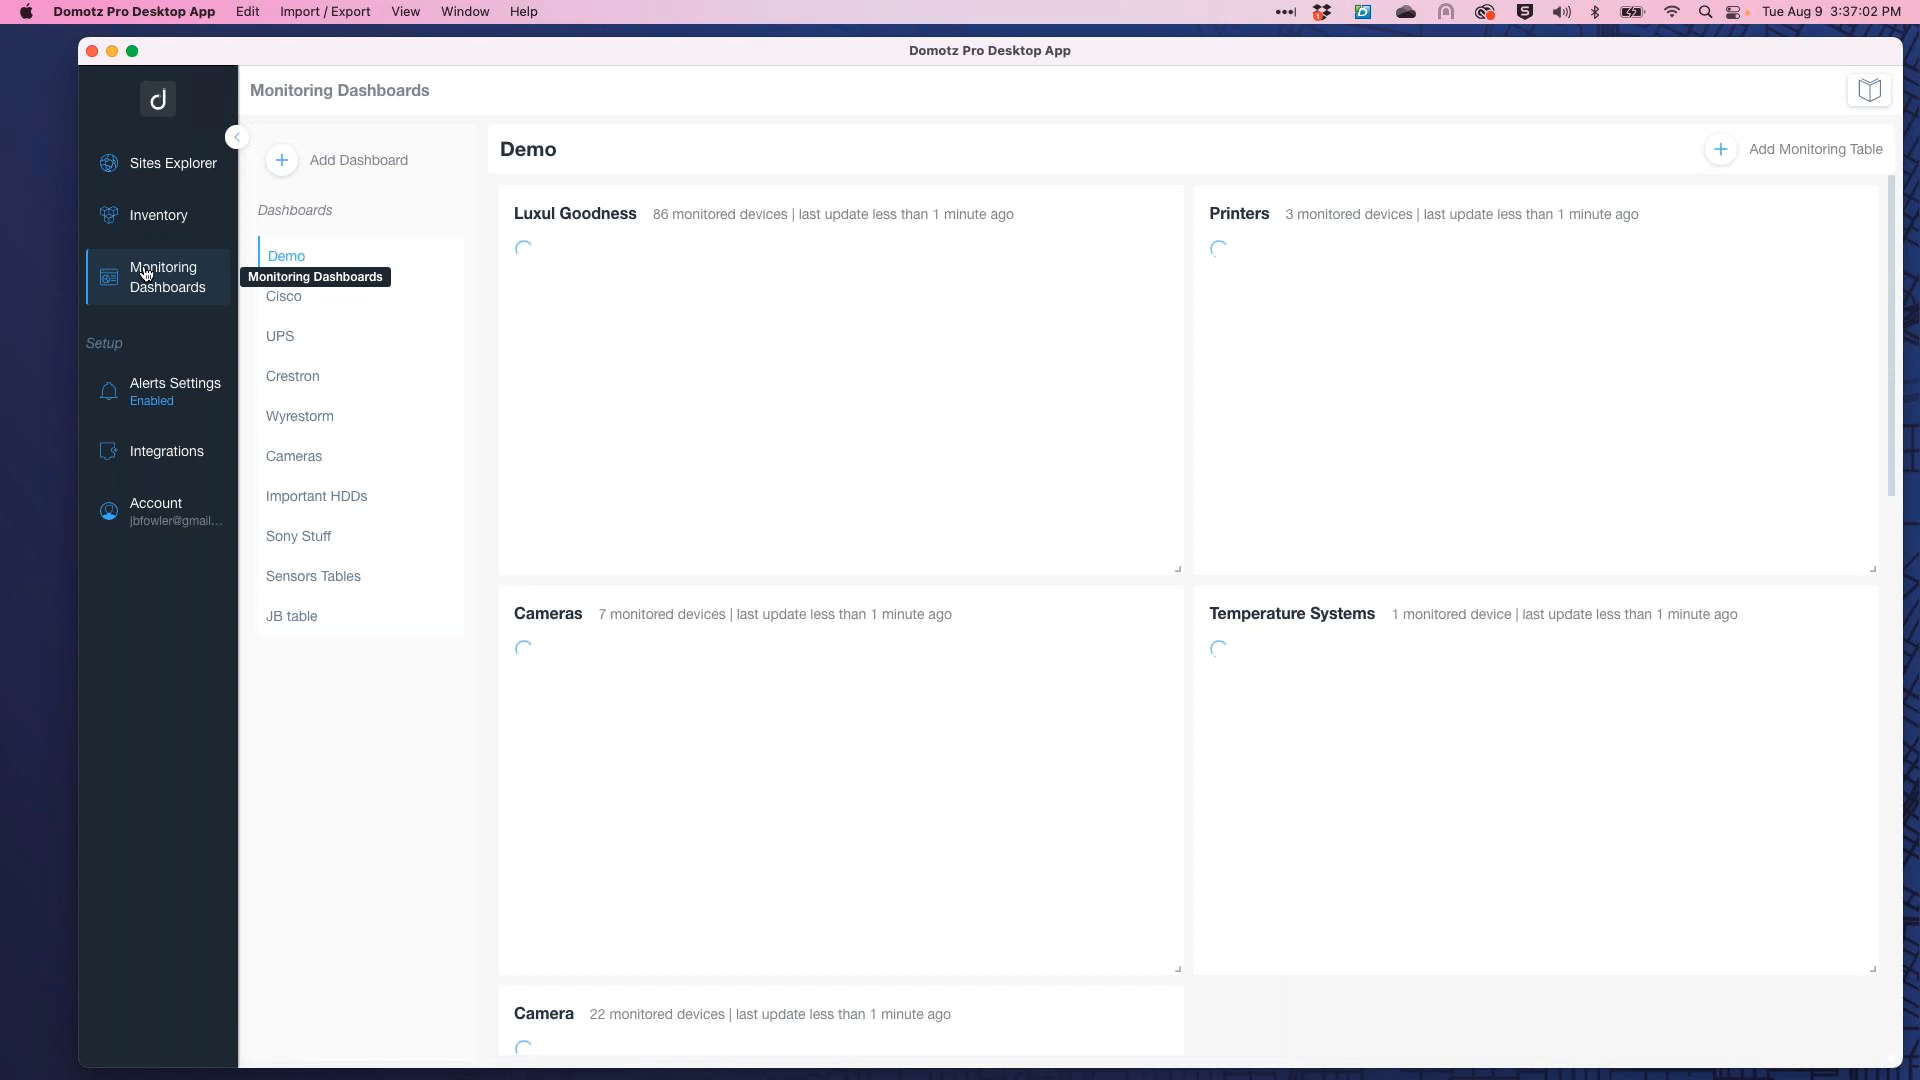 Domotz Pro Desktop App Edit Import / Export View Window Help Tue Aug 9 3:37:02 PM
Domotz Pro Desktop App
Monitoring Dashboards
Sites Explorer
Inventory
Monitoring
Dashboards
Setup
Alerts Settings
Enabled
Integrations
Account
jbfowler@gmail...
Add Dashboard
Dashboards
Demo
Monitoring Dashboards
Cisco
UPS
Crestron
Wyrestorm
Cameras
Important HDDs
Sony Stuff
Sensors Tables
JB table
Demo
Add Monitoring Table
Luxul Goodness 86 monitored devices | last update less than 1 minute ago
Printers 3 monitored devices | last update less than 1 minute ago
Cameras 7 monitored devices | last update less than 1 minute ago
Temperature Systems 1 monitored device | last update less than 1 minute ago
Camera 22 monitored devices | last update less than 1 minute ago